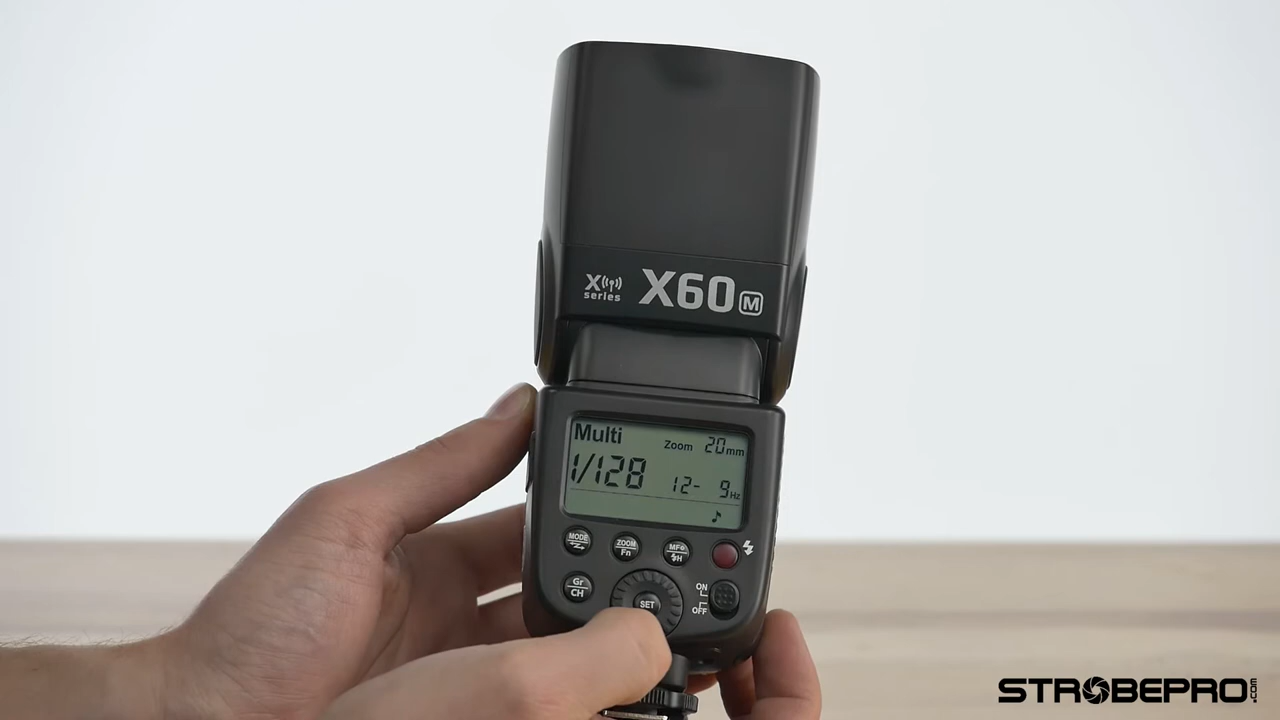 X series
X60 M
Multi
Zoom 20mm
1/128
12- 9Hz
MODE
ZOOM
Fn
MF
H
Gr
CH
SET
ON
OFF
STROBEPRO.COM